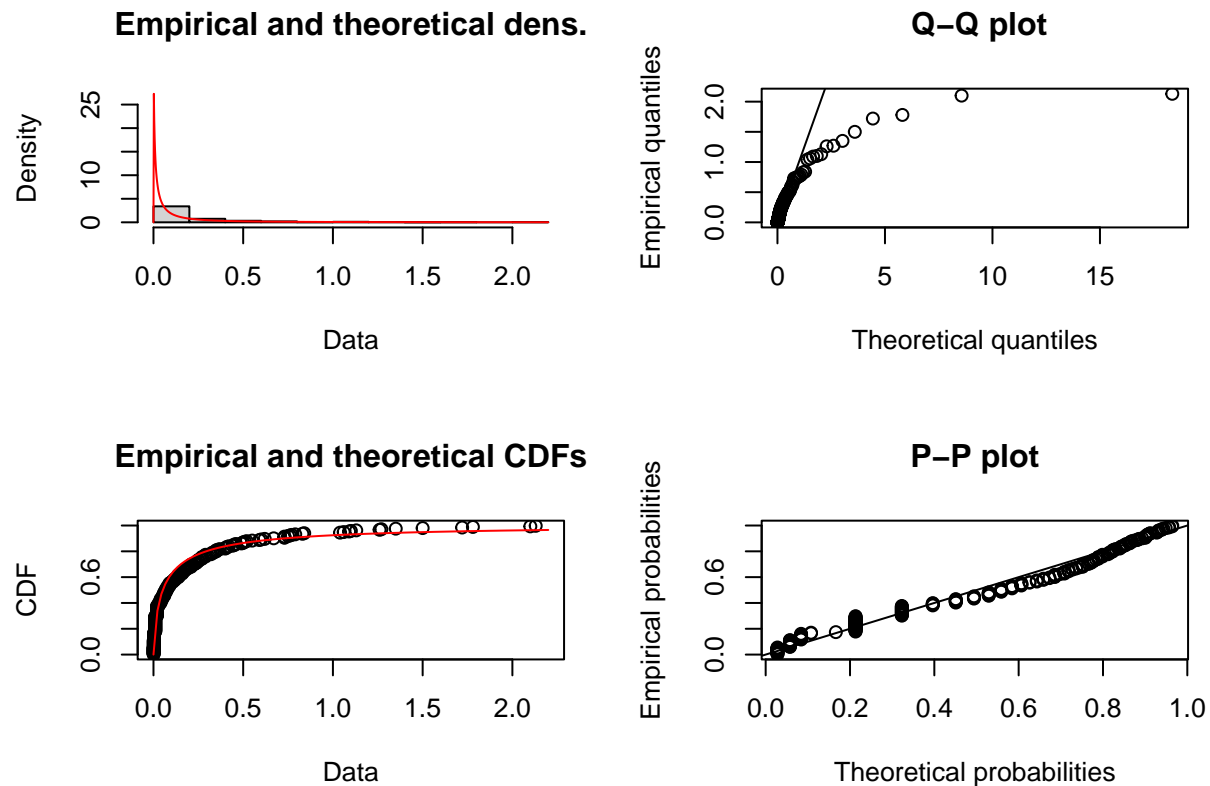 Empirical and theoretical dens.
Density
0 10 25
0.0 0.5 1.0 1.5 2.0
Data
Q−Q plot
Empirical quantiles
0.0 1.0 2.0
0 5 10 15
Theoretical quantiles
Empirical and theoretical CDFs
CDF
0.0 0.6
0.0 0.5 1.0 1.5 2.0
Data
P−P plot
Empirical probabilities
0.0 0.6
0.0 0.2 0.4 0.6 0.8 1.0
Theoretical probabilities